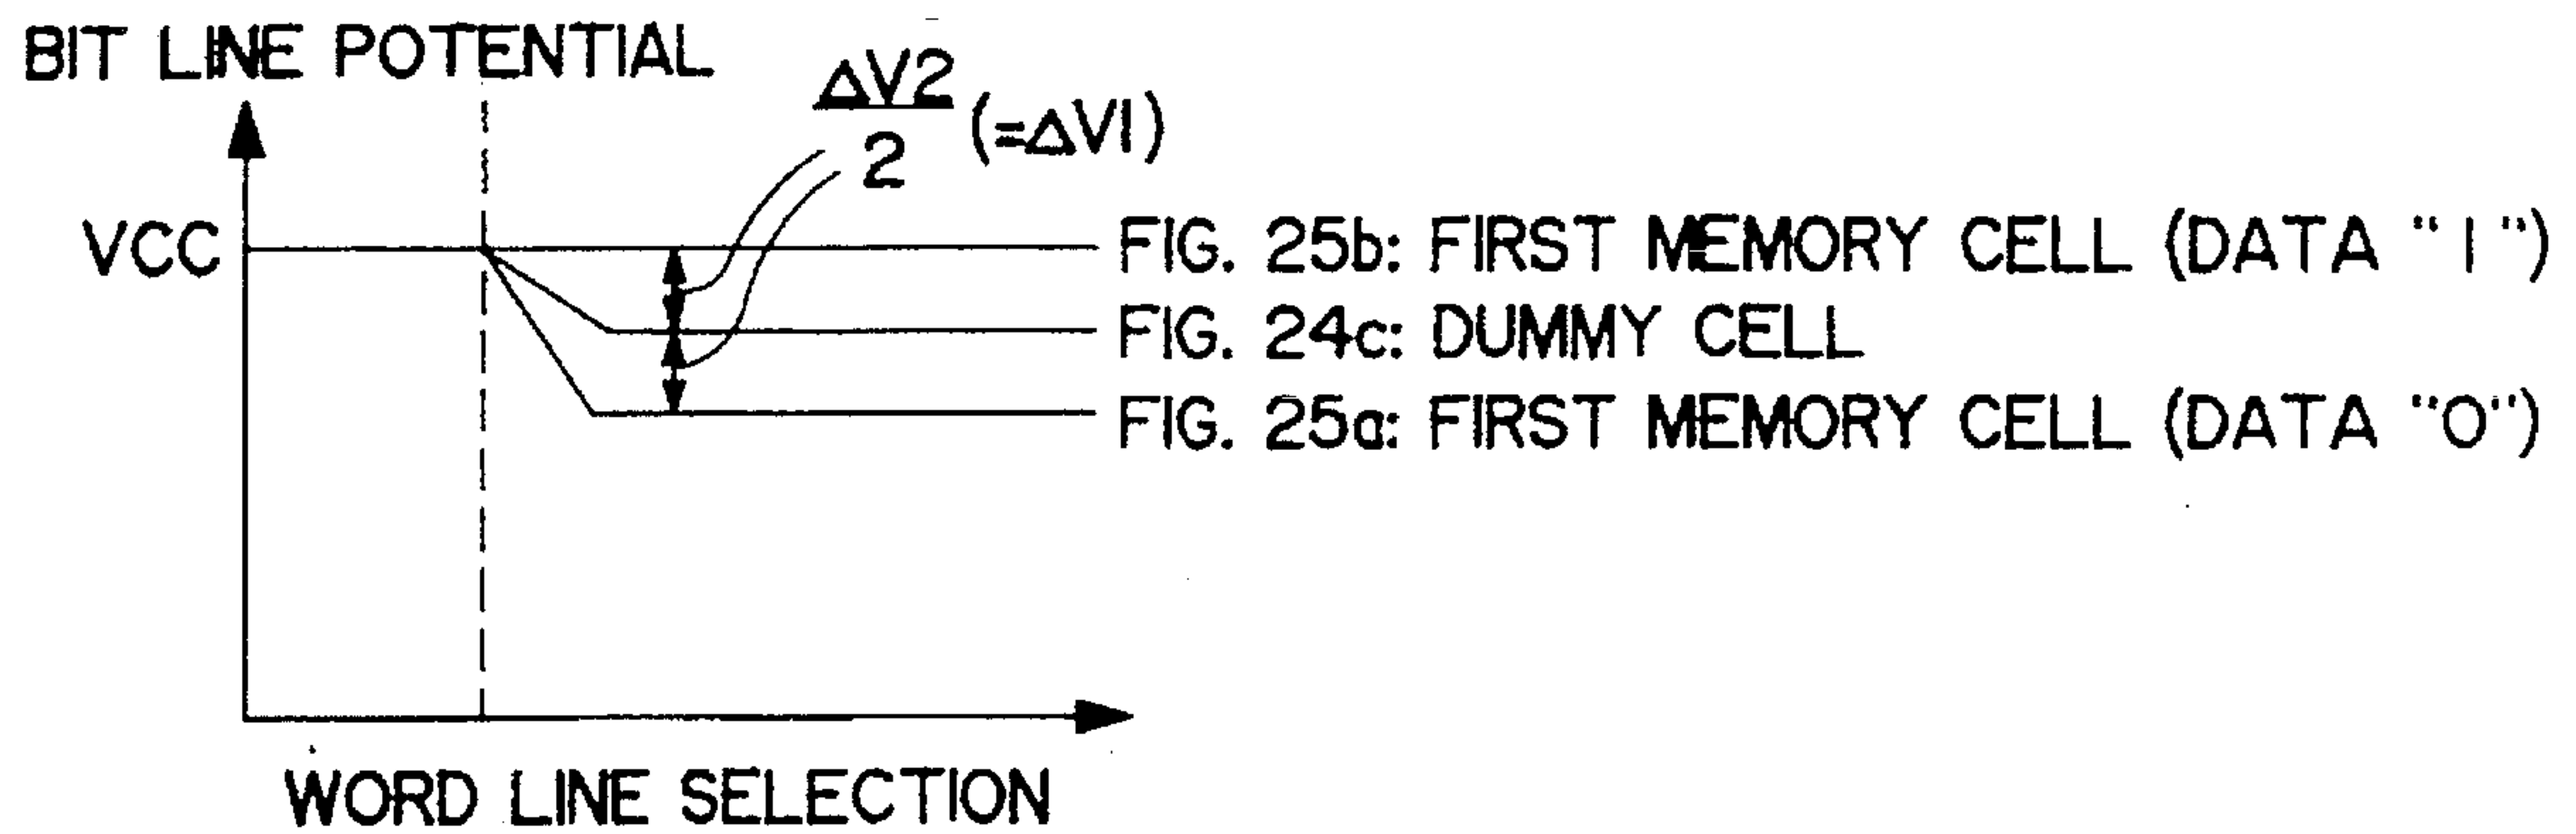 BIT LINE POTENTIAL
ΔV2
2
(=ΔV1)
VCC
FIG. 25b: FIRST MEMORY CELL (DATA "1")
FIG. 24c: DUMMY CELL
FIG. 25a: FIRST MEMORY CELL (DATA "0")
WORD LINE SELECTION